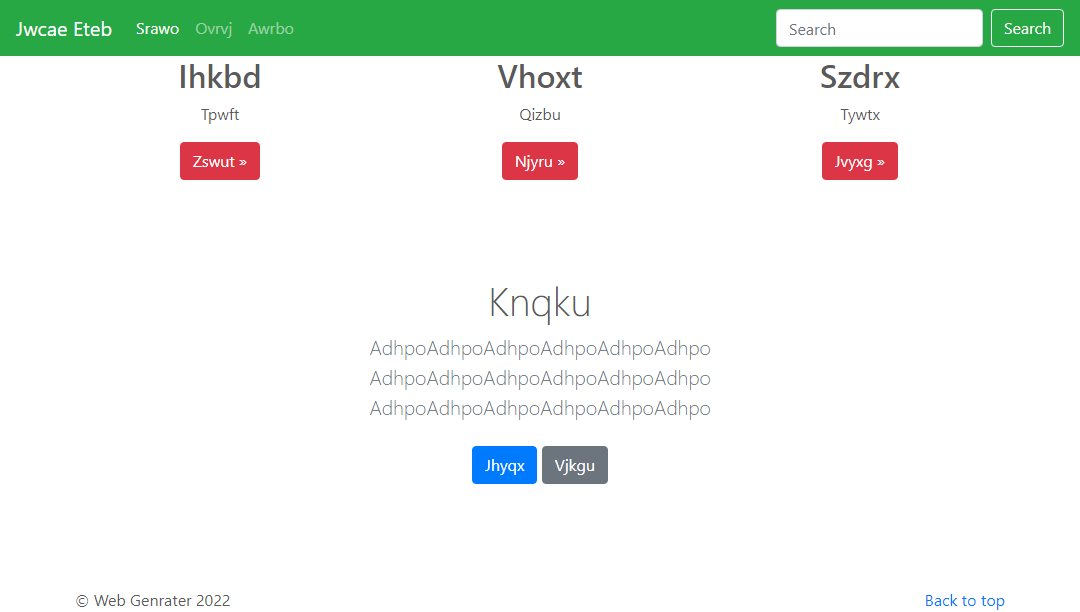 Jwcae Eteb Srawo Ovrvj Awrbo Search Search
Ihkbd Vhoxt Szdrx
Tpwft Qizbu Tywtx
Zswut » Njyru » Jvyxg »
Knqku
AdhpoAdhpoAdhpoAdhpoAdhpoAdhpo
AdhpoAdhpoAdhpoAdhpoAdhpoAdhpo
AdhpoAdhpoAdhpoAdhpoAdhpoAdhpo
Jhyqx Vjkgu
© Web Genrater 2022 Back to top